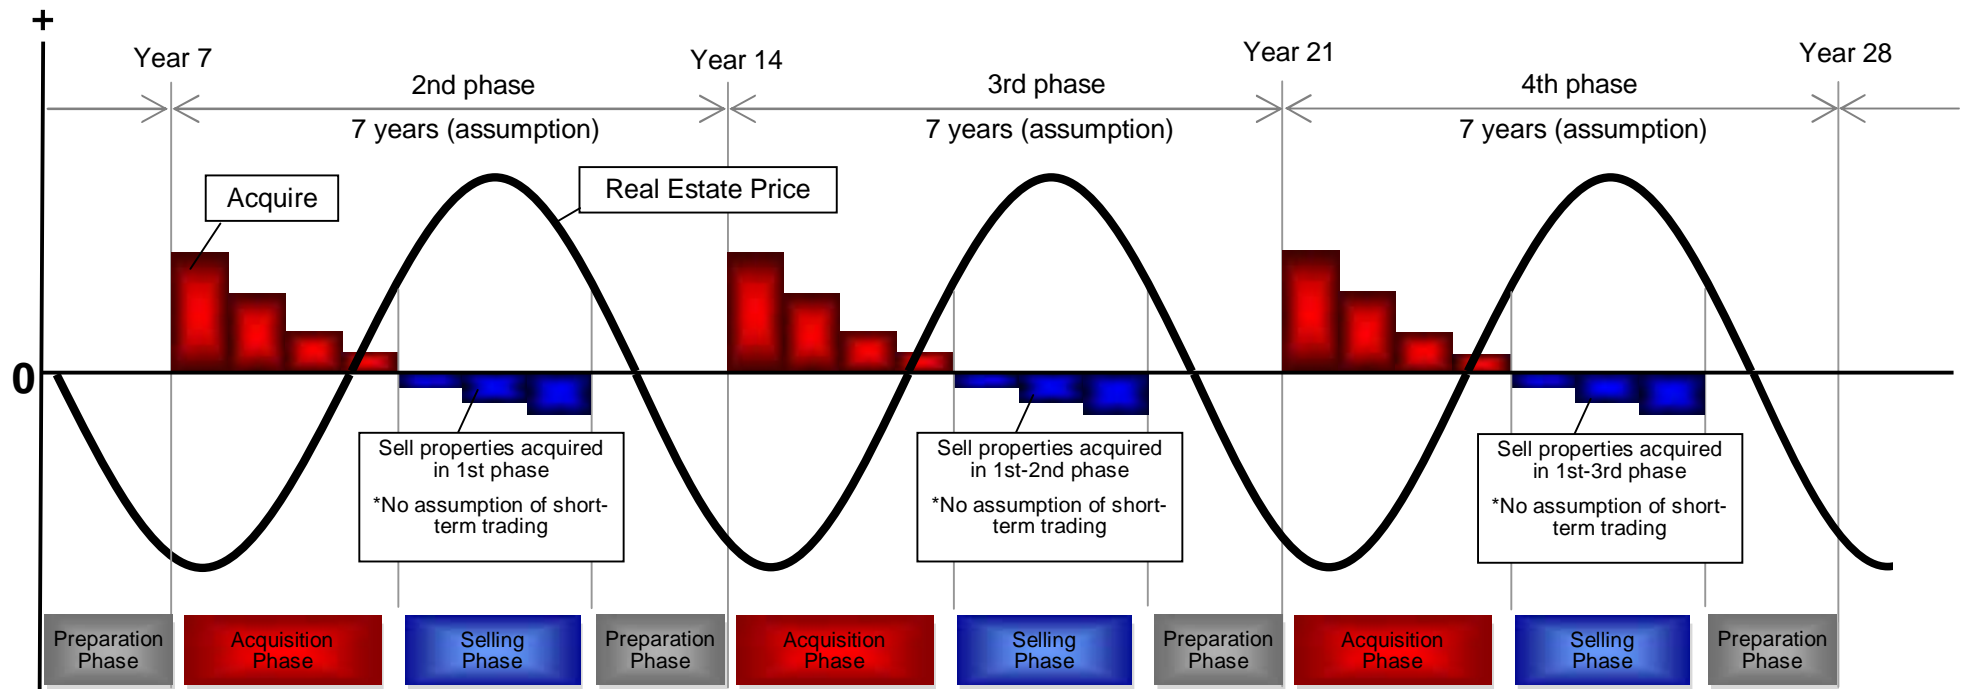 +
Year 7
Year 14
Year 21
Year 28
2nd phase
3rd phase
4th phase
7 years (assumption)
7 years (assumption)
7 years (assumption)
Acquire
Real Estate Price
0
Sell properties acquired
in 1st phase
*No assumption of short-
term trading
Sell properties acquired
in 1st-2nd phase
*No assumption of short-
term trading
Sell properties acquired
in 1st-3rd phase
*No assumption of short-
term trading
Preparation
Phase
Acquisition
Phase
Selling
Phase
Preparation
Phase
Acquisition
Phase
Selling
Phase
Preparation
Phase
Acquisition
Phase
Selling
Phase
Preparation
Phase